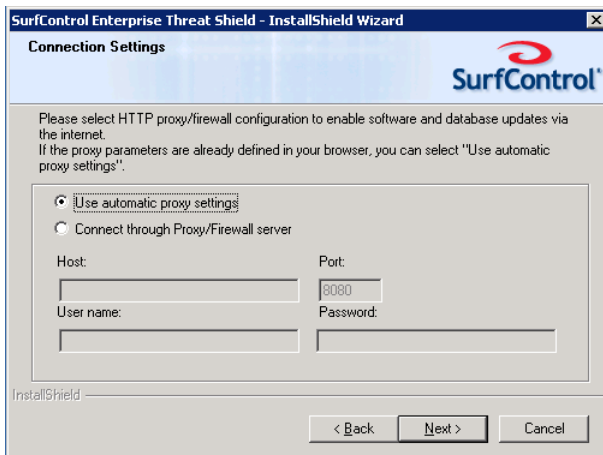 SurfControl Enterprise Threat Shield - InstallShield Wizard
Connection Settings
SurfControl
Please select HTTP proxy/firewall configuration to enable software and database updates via
the internet.
If the proxy parameters are already defined in your browser, you can select "Use automatic
proxy settings".
Use automatic proxy settings
Connect through Proxy/Firewall server
Host: Port:
8080
User name: Password:
InstallShield
< Back Next > Cancel